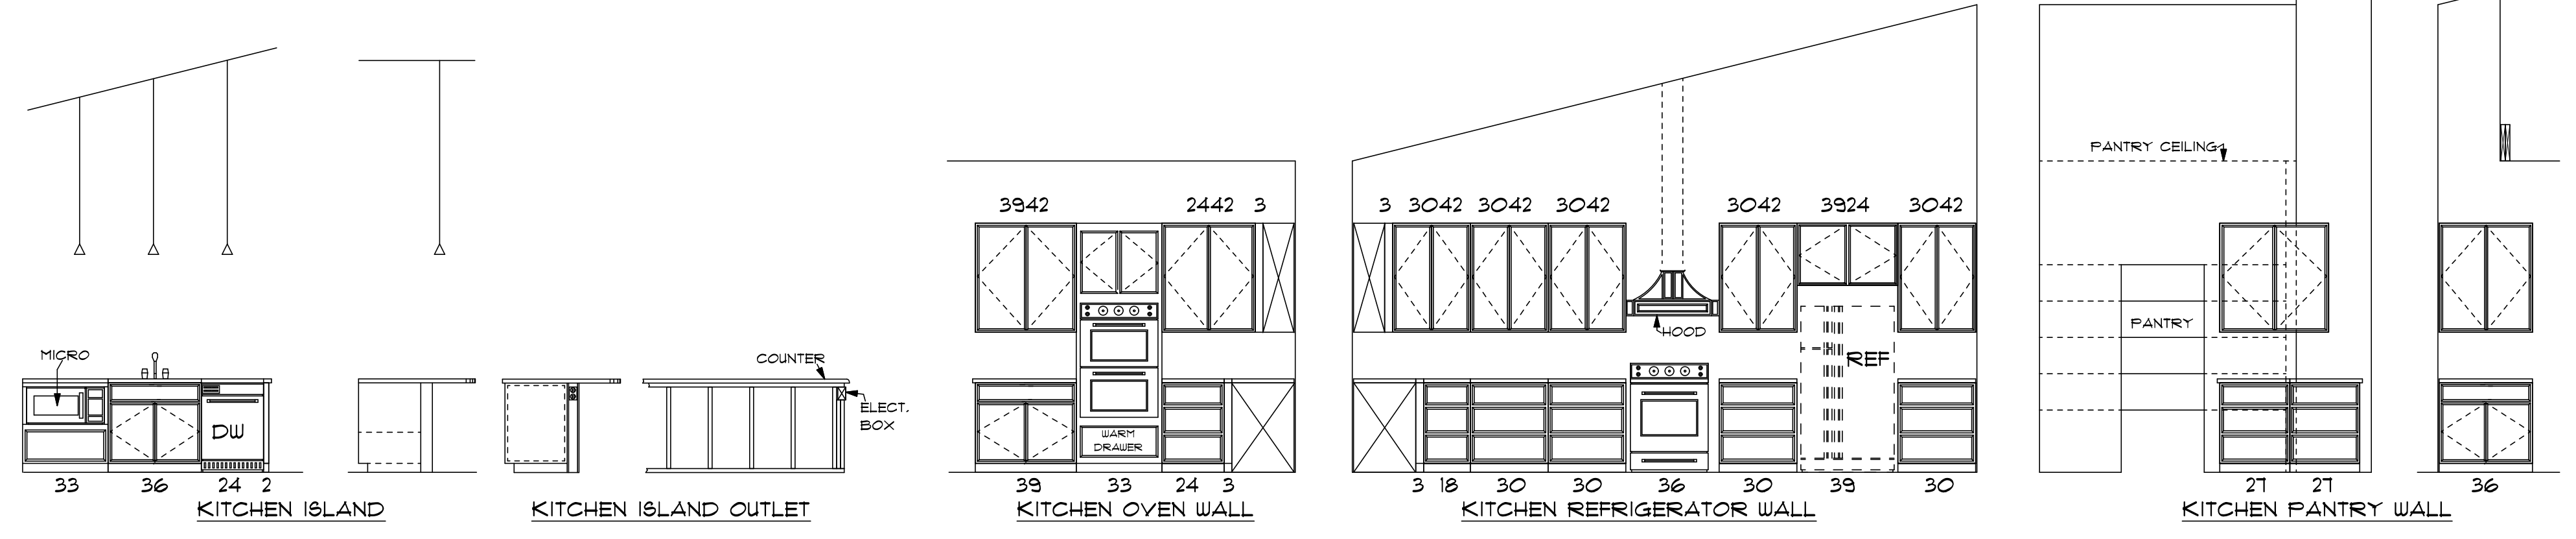 MICRO
DW
33 36 24 2
KITCHEN ISLAND
COUNTER
ELECT.
BOX
KITCHEN ISLAND OUTLET
3942 2442 3
WARM
DRAWER
39 33 24 3
KITCHEN OVEN WALL
3 3042 3042 3042 3042 3924 3042
HOOD
REF
3 18 30 30 36 30 39 30
KITCHEN REFRIGERATOR WALL
PANTRY CEILING
PANTRY
27 27 36
KITCHEN PANTRY WALL